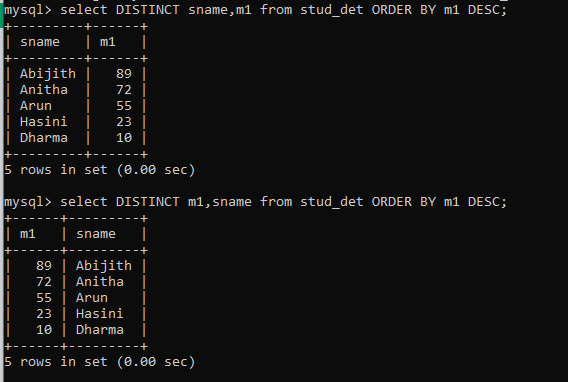 mysql> select DISTINCT sname,m1 from stud_det ORDER BY m1 DESC;
+---------+------+
| sname   | m1   |
+---------+------+
| Abijith |   89 |
| Anitha  |   72 |
| Arun    |   55 |
| Hasini  |   23 |
| Dharma  |   10 |
+---------+------+
5 rows in set (0.00 sec)

mysql> select DISTINCT m1,sname from stud_det ORDER BY m1 DESC;
+------+---------+
| m1   | sname   |
+------+---------+
|   89 | Abijith |
|   72 | Anitha  |
|   55 | Arun    |
|   23 | Hasini  |
|   10 | Dharma  |
+------+---------+
5 rows in set (0.00 sec)